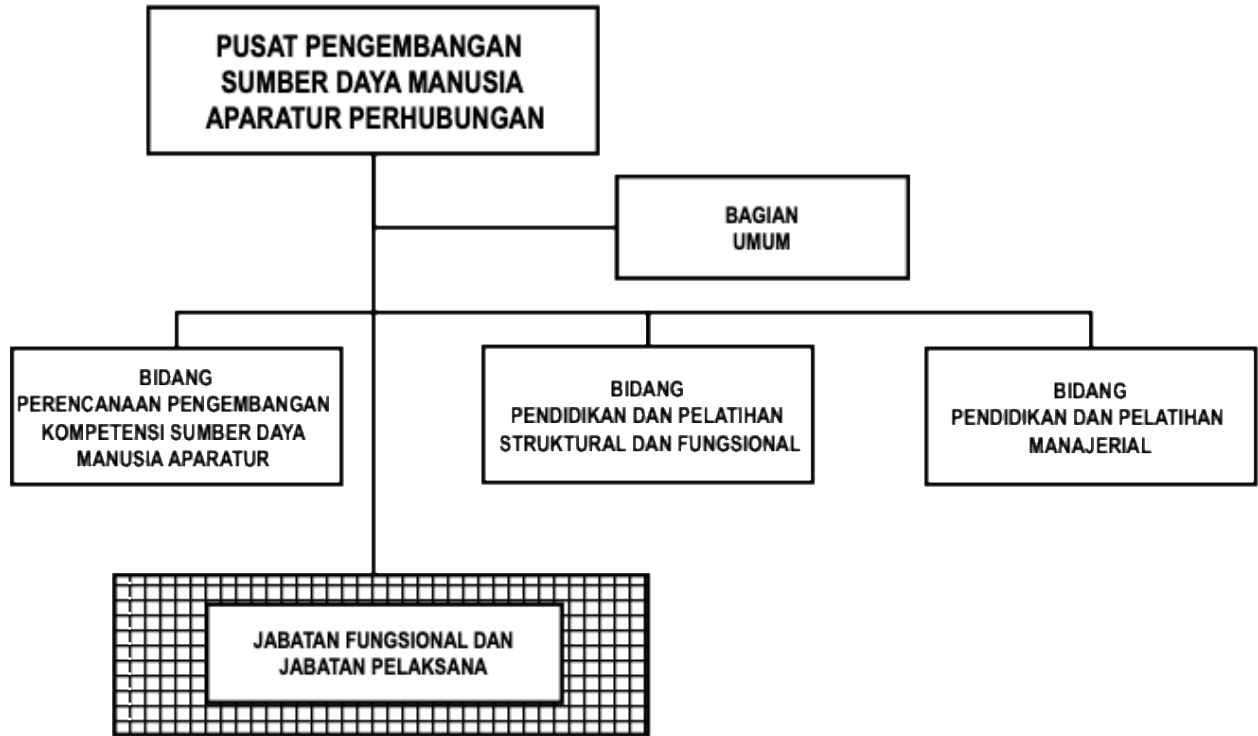 PUSAT PENGEMBANGAN
SUMBER DAYA MANUSIA
APARATUR PERHUBUNGAN
BAGIAN
UMUM
BIDANG
PERENCANAAN PENGEMBANGAN
KOMPETENSI SUMBER DAYA
MANUSIA APARATUR
BIDANG
PENDIDIKAN DAN PELATIHAN
STRUKTURAL DAN FUNGSIONAL
BIDANG
PENDIDIKAN DAN PELATIHAN
MANAJERIAL
JABATAN FUNGSIONAL DAN
JABATAN PELAKSANA